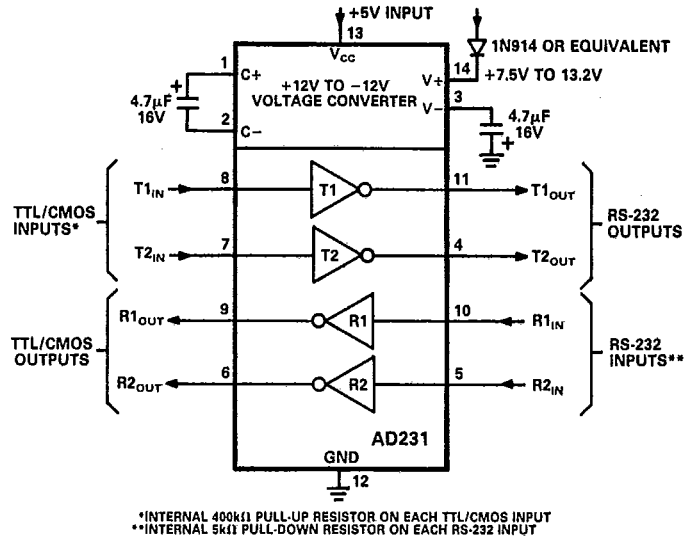 +5V INPUT
13
VCC
1N914 OR EQUIVALENT
14
+7.5V TO 13.2V
V+
1
C+
+12V TO −12V
VOLTAGE CONVERTER
4.7µF
16V
+
2
C−
3
V−
4.7µF
16V
+
TTL/CMOS
INPUTS*
T1IN
8
T1
11
T1OUT
T2IN
7
T2
4
T2OUT
RS-232
OUTPUTS
TTL/CMOS
OUTPUTS
R1OUT
9
R1
10
R1IN
R2OUT
6
R2
5
R2IN
RS-232
INPUTS**
AD231
GND
12
*INTERNAL 400kΩ PULL-UP RESISTOR ON EACH TTL/CMOS INPUT
**INTERNAL 5kΩ PULL-DOWN RESISTOR ON EACH RS-232 INPUT